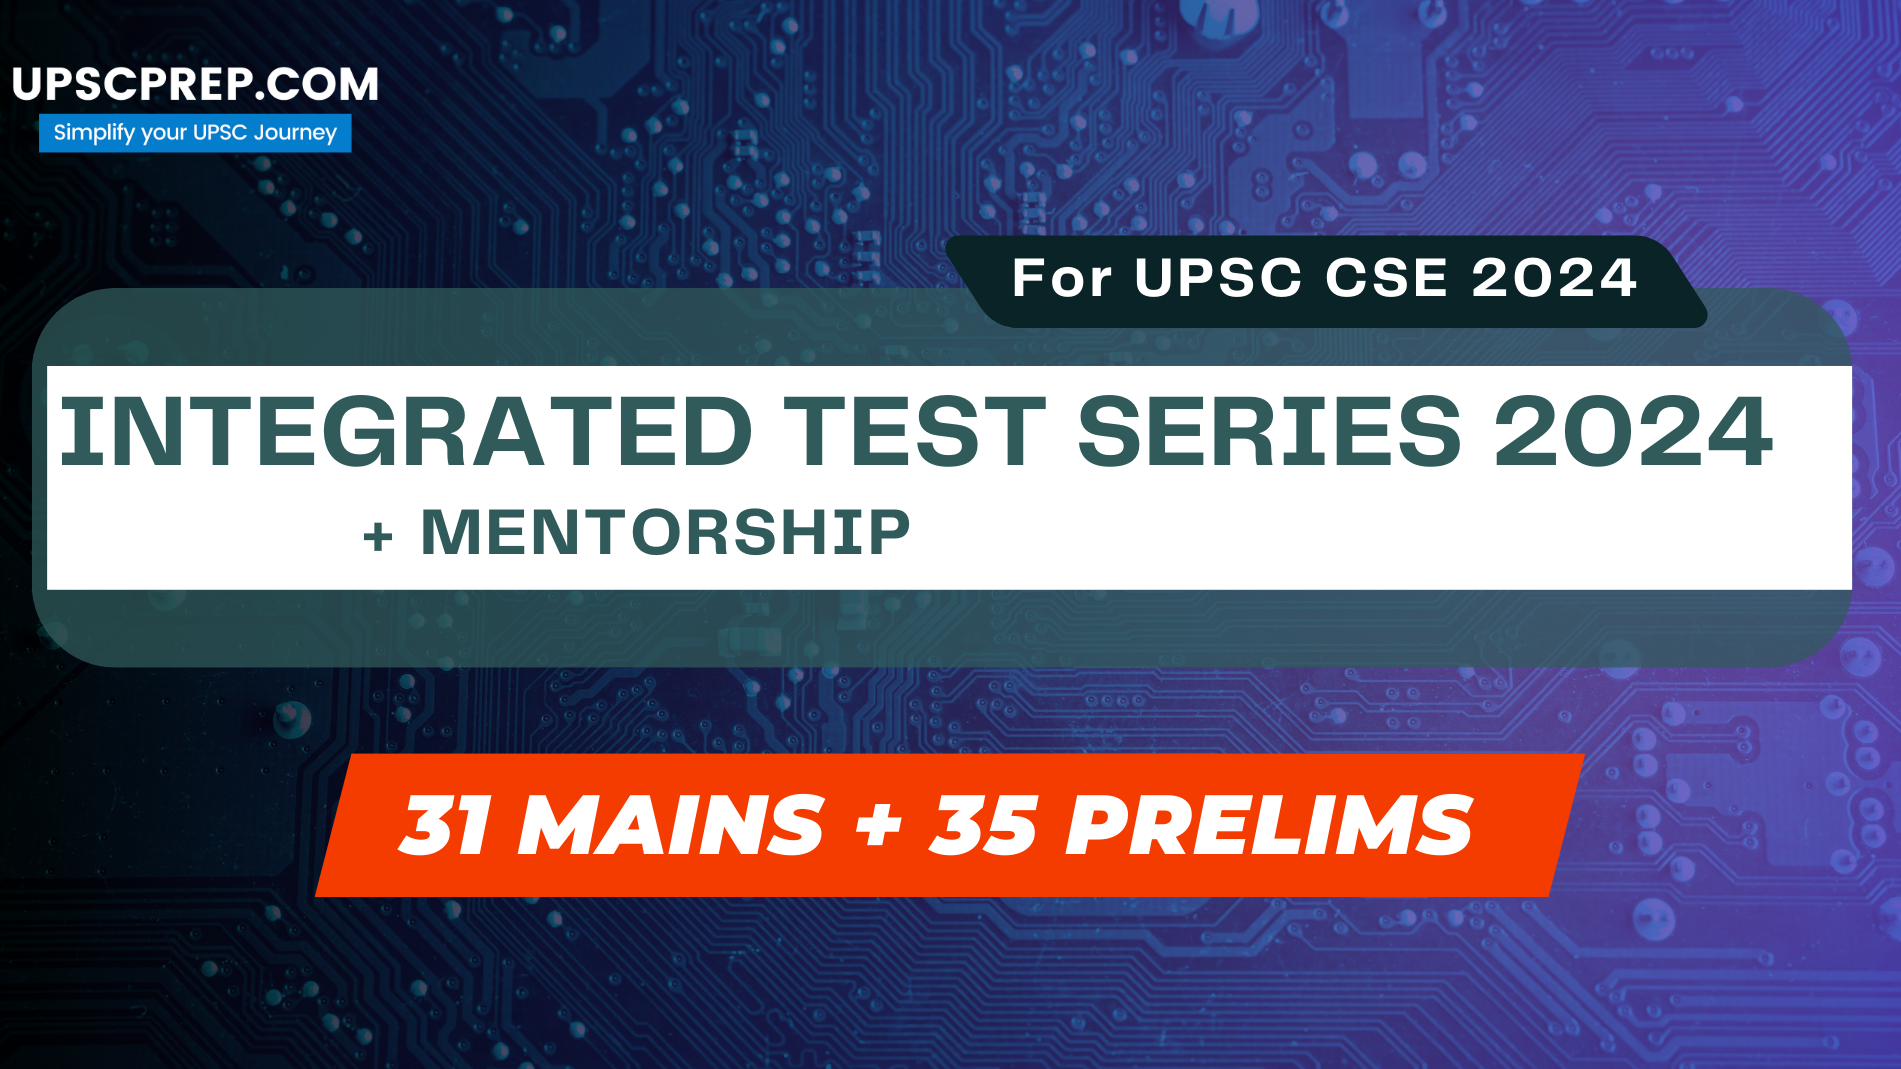 UPSCPREP.COM
Simplify your UPSC Journey
For UPSC CSE 2024
INTEGRATED TEST SERIES 2024
+ MENTORSHIP
31 MAINS + 35 PRELIMS